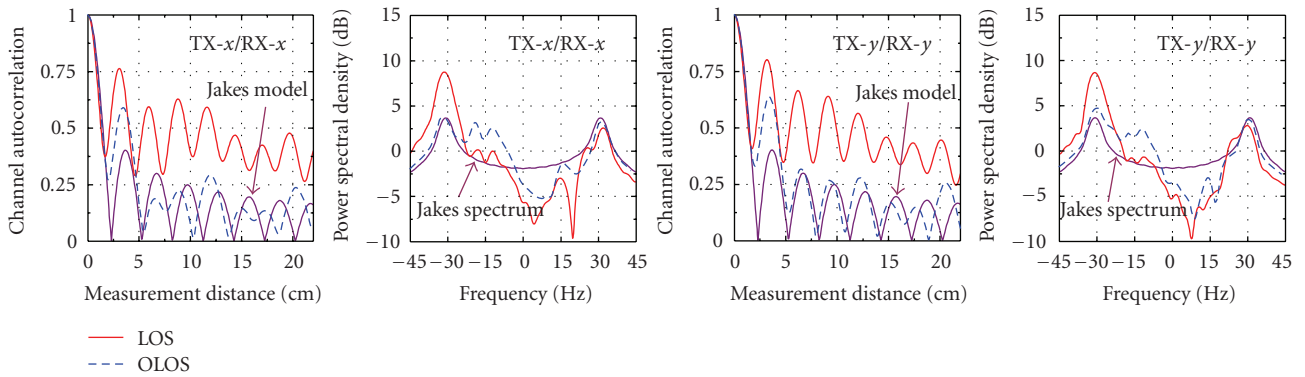 Channel autocorrelation
1
0.75
0.5
0.25
0
0 5 10 15 20
Measurement distance (cm)
TX-x/RX-x
Jakes model
Power spectral density (dB)
15
10
5
0
−5
−10
−45 −30 −15 0 15 30 45
Frequency (Hz)
TX-x/RX-x
Jakes spectrum
Channel autocorrelation
1
0.75
0.5
0.25
0
0 5 10 15 20
Measurement distance (cm)
TX-y/RX-y
Jakes model
Power spectral density (dB)
15
10
5
0
−5
−10
−45 −30 −15 0 15 30 45
Frequency (Hz)
TX-y/RX-y
Jakes spectrum
LOS
OLOS